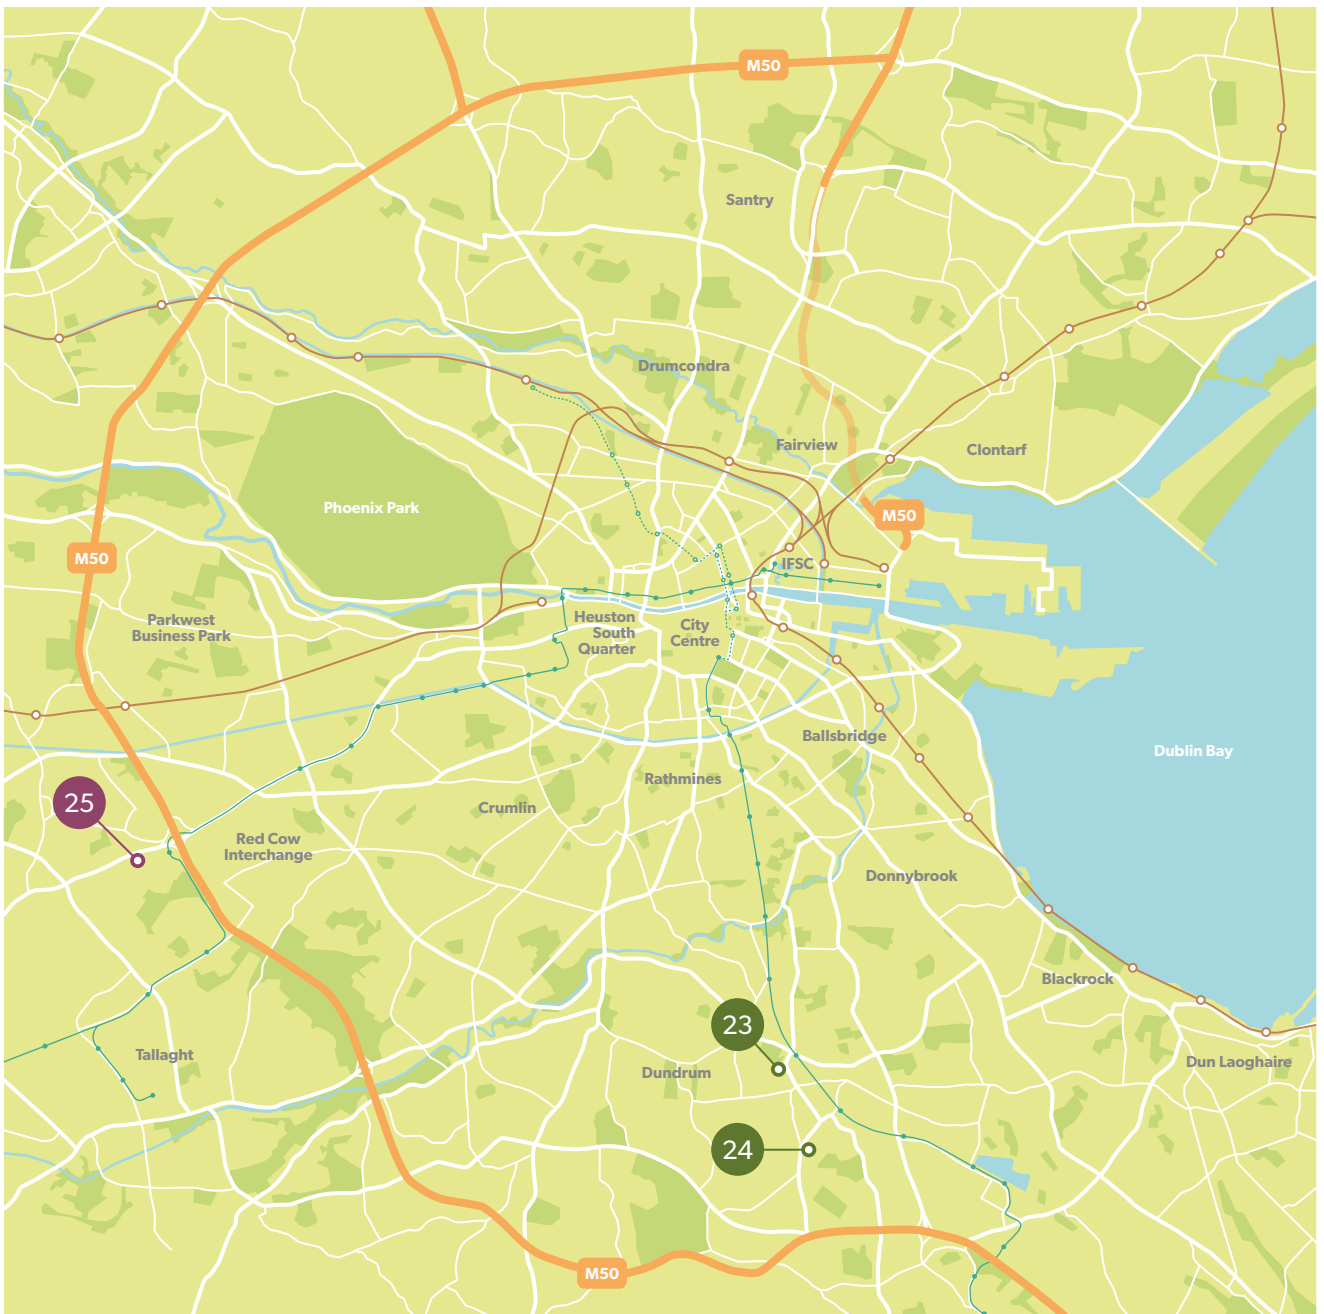 M50
Santry
Drumcondra
Fairview
Clontarf
Phoenix Park
M50
M50
IFSC
Parkwest
Business Park
Heuston
South
Quarter
City
Centre
Ballsbridge
Dublin Bay
Rathmines
25
Crumlin
Red Cow
Interchange
Donnybrook
Blackrock
23
Tallaght
Dundrum
Dun Laoghaire
24
M50